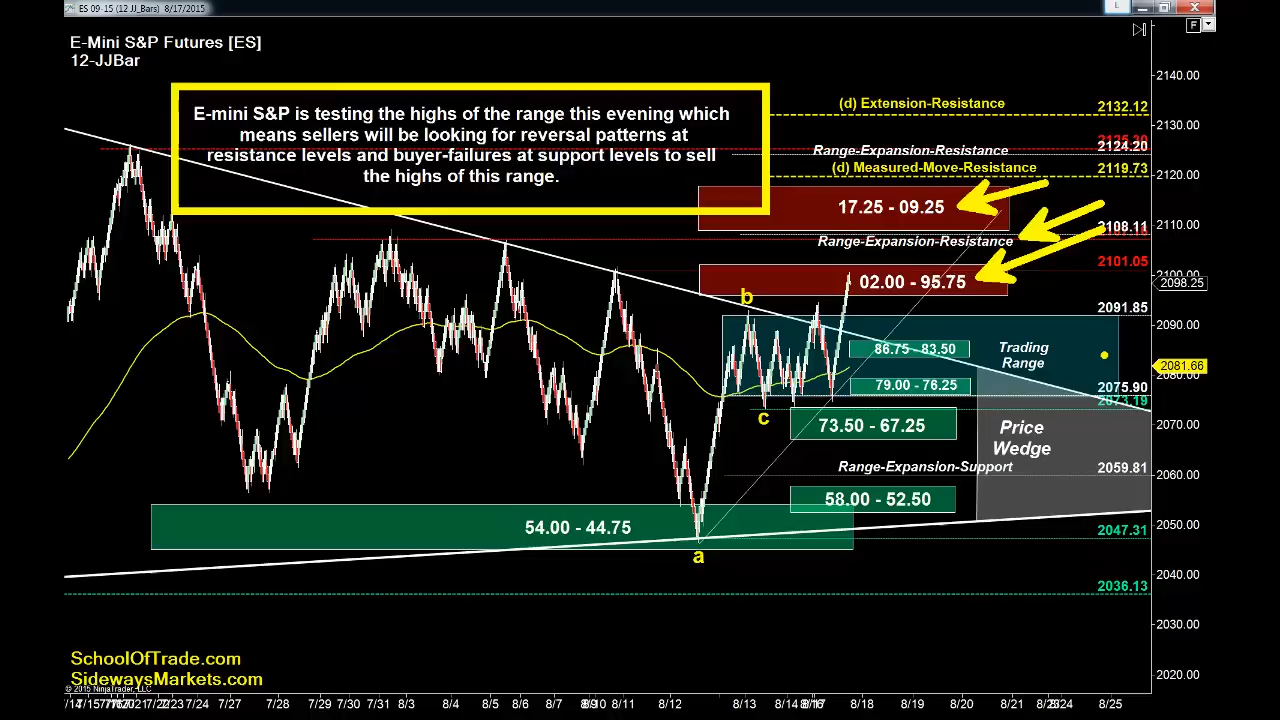 ES 09-15 (12 JJ_Bars) 8/17/2015
L
F
E-Mini S&P Futures [ES]
12-JJBar
E-mini S&P is testing the highs of the range this evening which
means sellers will be looking for reversal patterns at
resistance levels and buyer-failures at support levels to sell
the highs of this range.
(d) Extension-Resistance
2132.12
Range-Expansion-Resistance
2124.20
(d) Measured-Move-Resistance
2119.73
17.25 - 09.25
2108.11
Range-Expansion-Resistance
2101.05
02.00 - 95.75
b
2091.85
86.75 - 83.50
Trading
Range
79.00 - 76.25
2075.90
2073.19
c
73.50 - 67.25
Price
Wedge
Range-Expansion-Support
2059.81
58.00 - 52.50
54.00 - 44.75
2047.31
a
2036.13
2140.00
2130.00
2120.00
2110.00
2100.00
2098.25
2090.00
2081.66
2080.00
2070.00
2060.00
2050.00
2040.00
2030.00
2020.00
SchoolOfTrade.com
SidewaysMarkets.com
© 2015 NinjaTrader, LLC
7/24 7/27 7/29 7/30 7/31 8/3 8/4 8/5 8/6 8/7 8/11 8/12 8/13 8/18 8/19 8/20 8/21 8/25